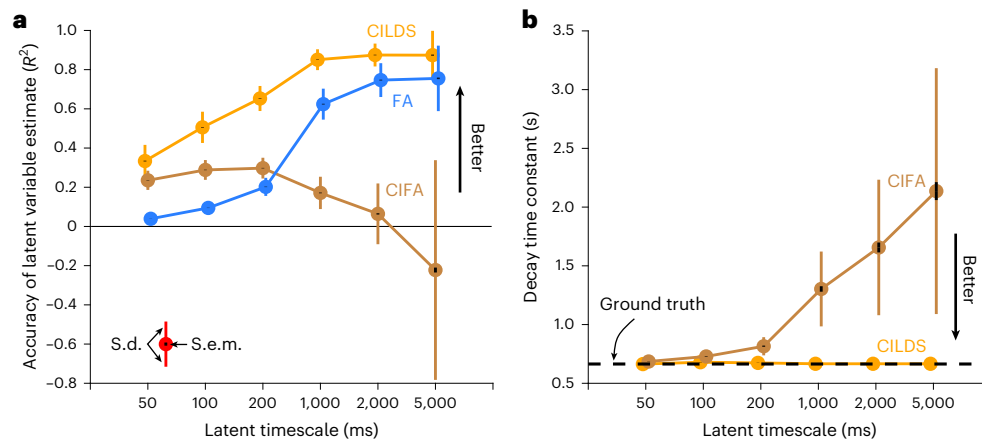 a
Accuracy of latent variable estimate (R²)
1.0
0.8
0.6
0.4
0.2
0
−0.2
−0.4
−0.6
−0.8
CILDS
FA
CIFA
Better
S.d.
S.e.m.
50 100 200 1,000 2,000 5,000
Latent timescale (ms)
b
Decay time constant (s)
3.5
3.0
2.5
2.0
1.5
1.0
0.5
CIFA
Better
Ground truth
CILDS
50 100 200 1,000 2,000 5,000
Latent timescale (ms)